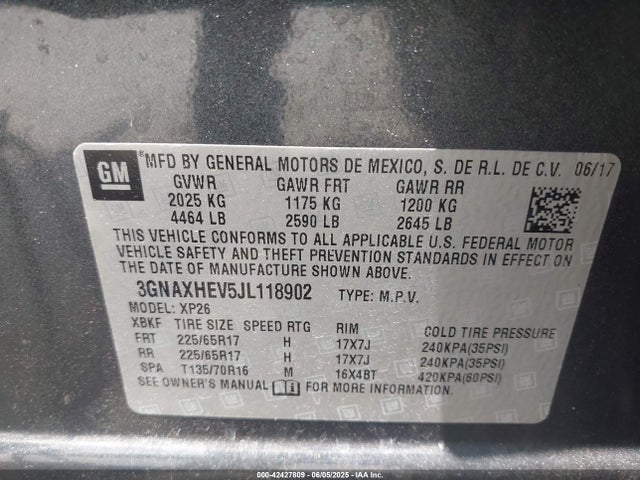 GM ® MFD BY GENERAL MOTORS DE MEXICO, S. DE R.L. DE C.V. 06/17
GVWR GAWR FRT GAWR RR
2025 KG 1175 KG 1200 KG
4464 LB 2590 LB 2645 LB
THIS VEHICLE CONFORMS TO ALL APPLICABLE U.S. FEDERAL MOTOR
VEHICLE SAFETY AND THEFT PREVENTION STANDARDS IN EFFECT ON
THE DATE OF MANUFACTURE SHOWN ABOVE.
3GNAXHEV5JL118902 TYPE: M.P.V.
MODEL: XP26
XBKF TIRE SIZE SPEED RTG RIM COLD TIRE PRESSURE
FRT 225/65R17 H 17X7J 240KPA(35PSI)
RR 225/65R17 H 17X7J 240KPA(35PSI)
SPA T135/70R16 M 16X4BT 420KPA(60PSI)
SEE OWNER'S MANUAL FOR MORE INFORMATION.
000-42427809 - 06/05/2025 - IAA Inc.